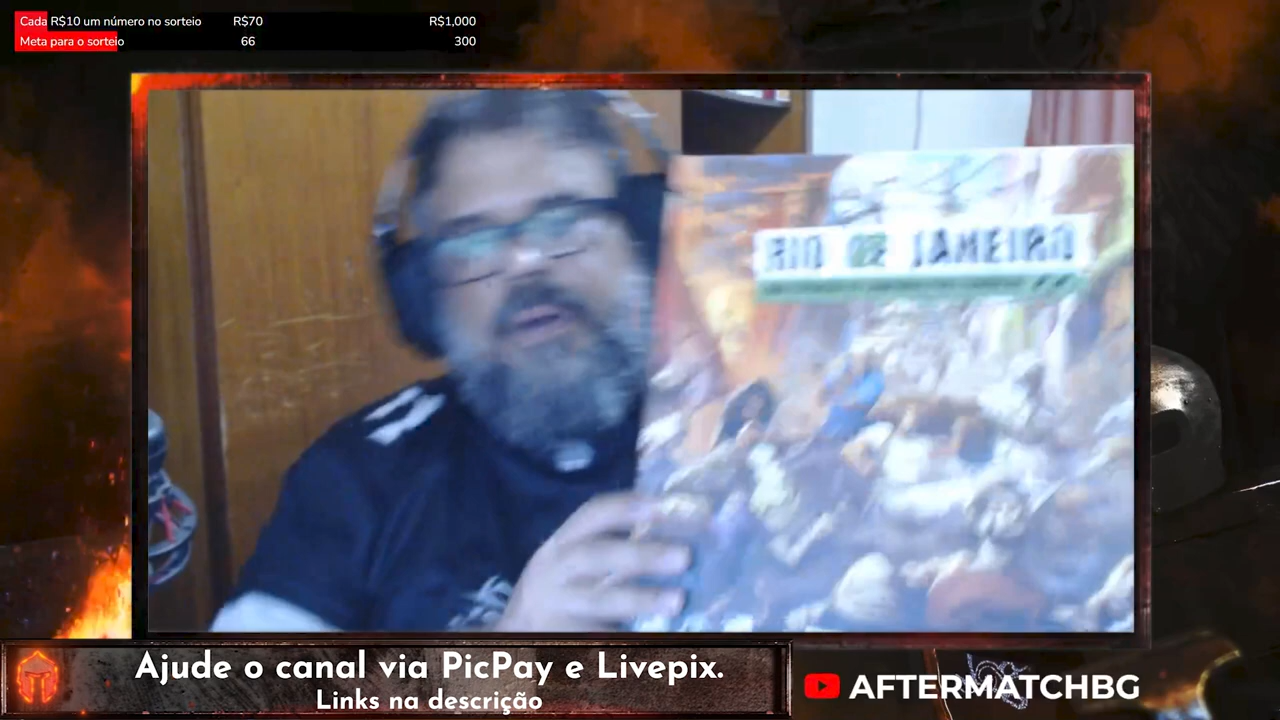 Cada R$10 um número no sorteio R$70 R$1,000
Meta para o sorteio 66 300
RIO DE JANEIRO
Ajude o canal via PicPay e Livepix.
Links na descrição
AFTERMATCHBG